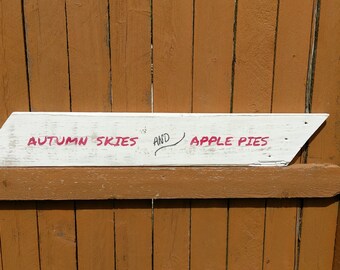 AUTUMN SKIES AND APPLE PIES